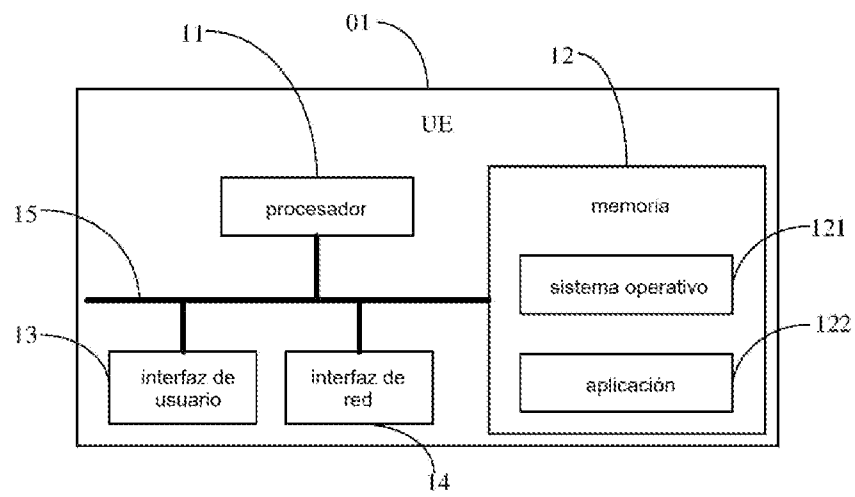 01
11
12
UE
procesador
memoria
15
121
sistema operativo
13
122
interfaz de
usuario
interfaz de
red
aplicación
14